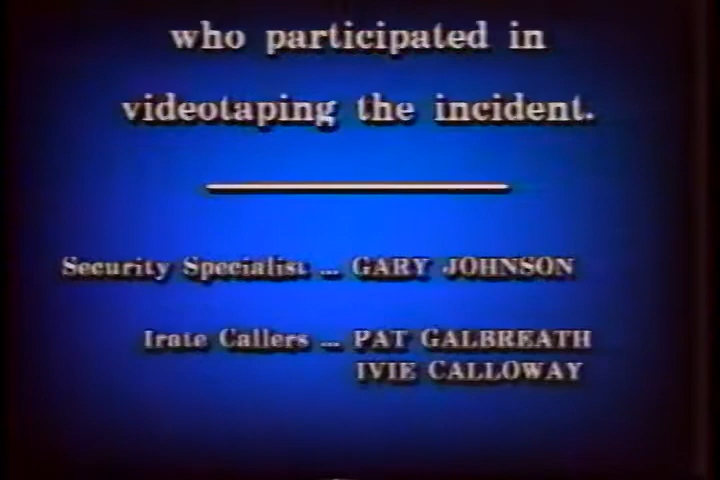 who participated in
videotaping the incident.
Security Specialist ... GARY JOHNSON
Irate Callers ... PAT GALBREATH
IVIE CALLOWAY